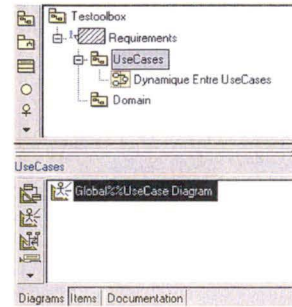 Testoolbox
Requirements
UseCases
Dynamique Entre UseCases
Domain
UseCases
Global%%UseCase Diagram
Diagrams Items Documentation